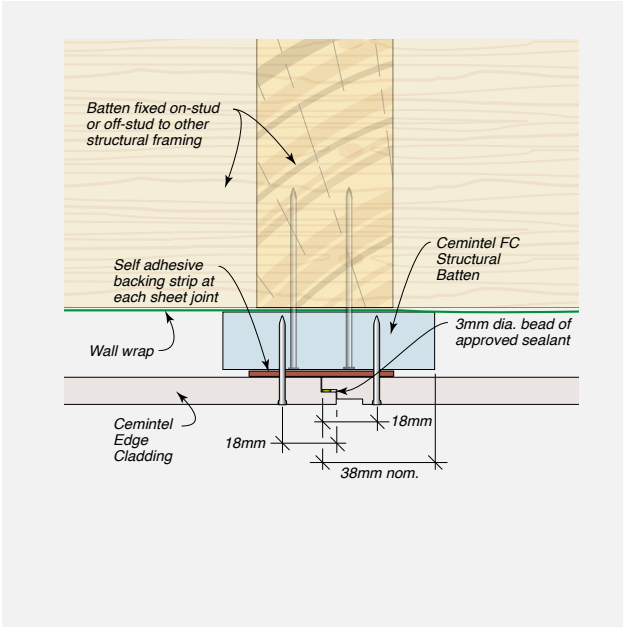 Batten fixed on-stud
or off-stud to other
structural framing
Self adhesive
backing strip at
each sheet joint
Cemintel FC
Structural
Batten
Wall wrap
3mm dia. bead of
approved sealant
Cemintel
Edge
Cladding
18mm
18mm
38mm nom.